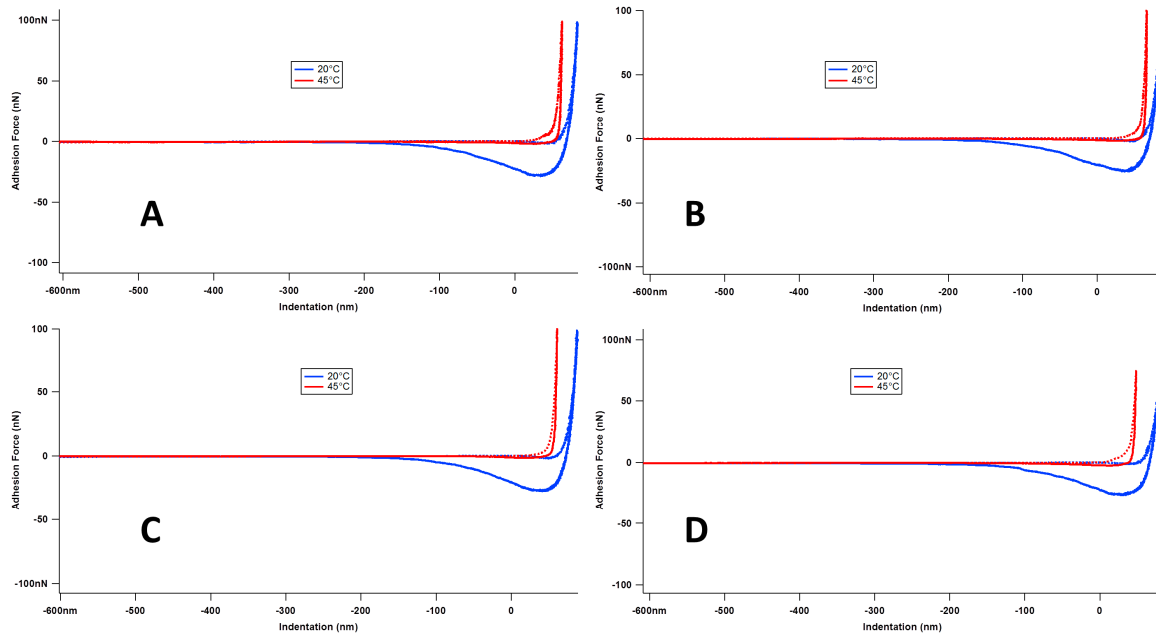 100nN
50
0
-50
-100
Adhesion Force (nN)
20°C
45°C
A
-600nm
-500
-400
-300
-200
-100
0
Indentation (nm)
100
50
0
-50
-100nN
Adhesion Force (nN)
20°C
45°C
B
-600nm
-500
-400
-300
-200
-100
0
Indentation (nm)
100
50
0
-50
-100nN
Adhesion Force (nN)
20°C
45°C
C
-600nm
-500
-400
-300
-200
-100
0
Indentation (nm)
100nN
50
0
-50
-100
Adhesion Force (nN)
20°C
45°C
D
-600nm
-500
-400
-300
-200
-100
0
Indentation (nm)